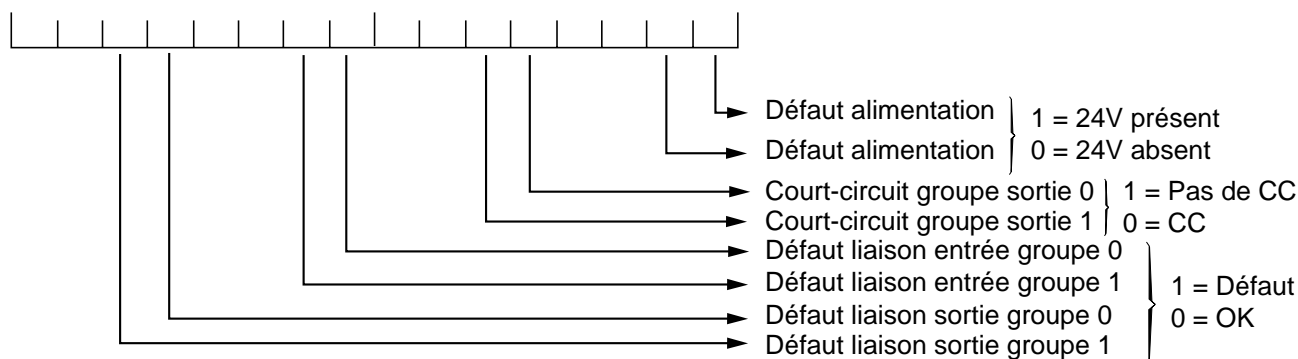 Défaut alimentation
1 = 24V présent
Défaut alimentation
0 = 24V absent
Court-circuit groupe sortie 0
1 = Pas de CC
Court-circuit groupe sortie 1
0 = CC
Défaut liaison entrée groupe 0
Défaut liaison entrée groupe 1
1 = Défaut
Défaut liaison sortie groupe 0
0 = OK
Défaut liaison sortie groupe 1